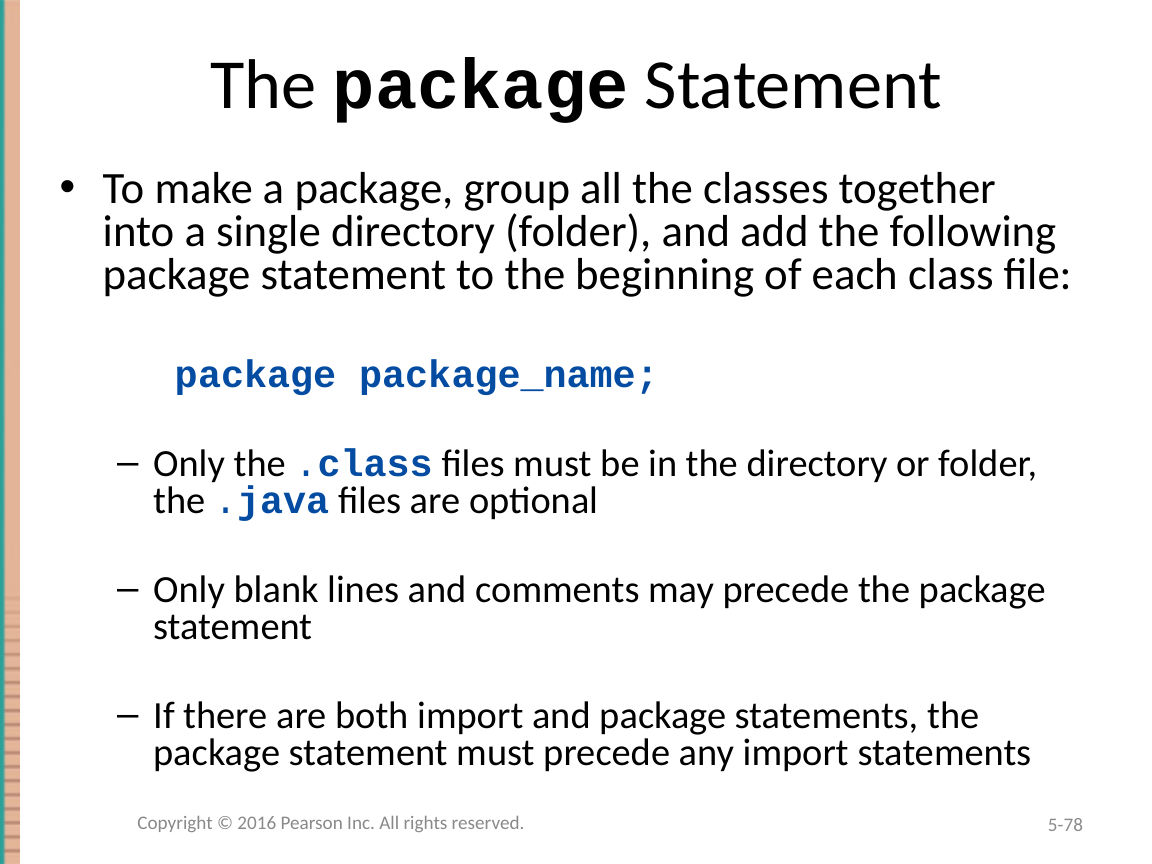 The package Statement
• To make a package, group all the classes together
into a single directory (folder), and add the following
package statement to the beginning of each class file:
package package_name;
– Only the .class files must be in the directory or folder,
the .java files are optional
– Only blank lines and comments may precede the package
statement
– If there are both import and package statements, the
package statement must precede any import statements
Copyright © 2016 Pearson Inc. All rights reserved.
5-78